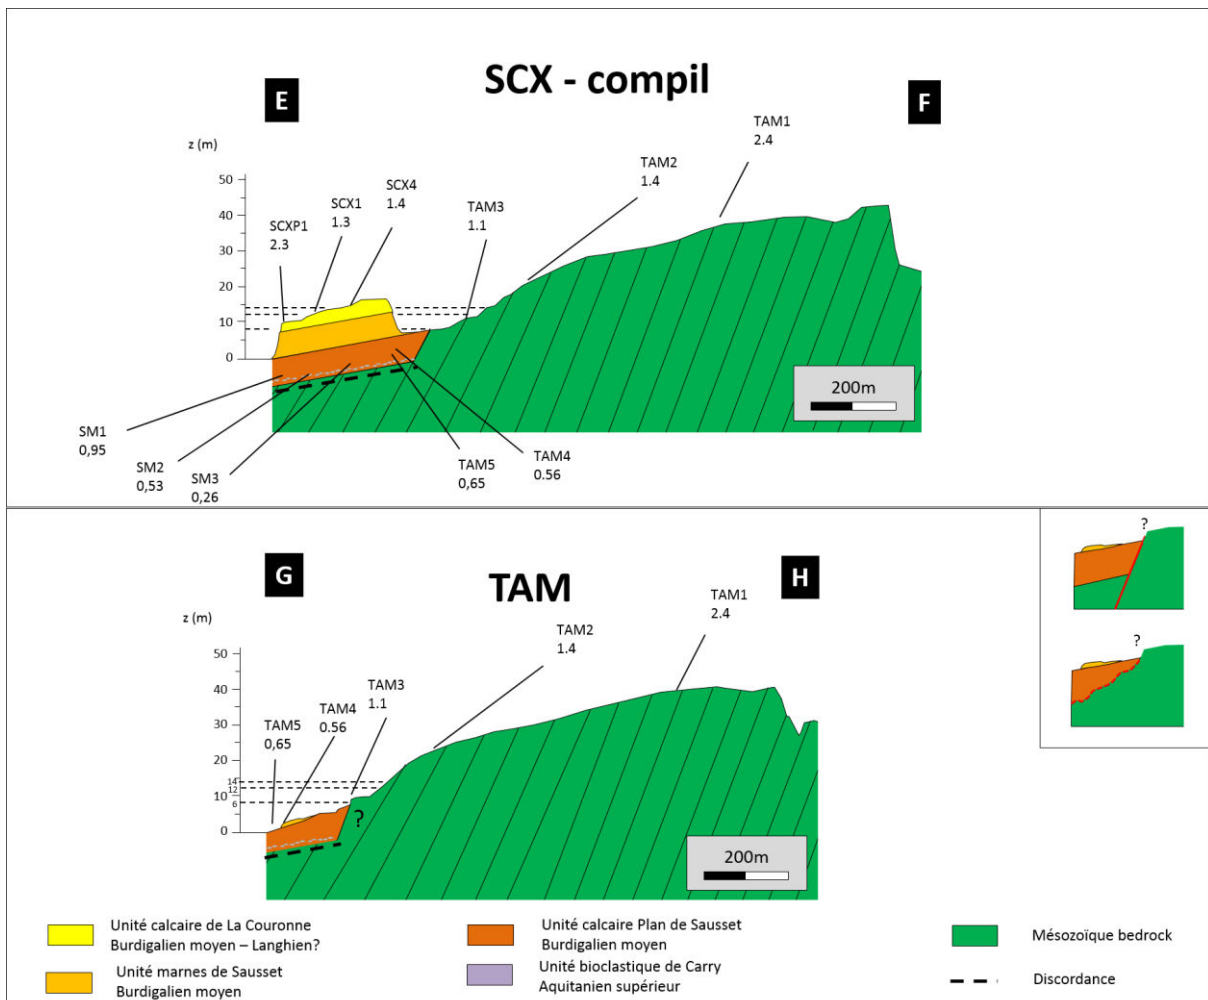 SCX - compil
E
F
z (m)
50
40
30
20
10
0
SCXP1
2.3
SCX1
1.3
SCX4
1.4
TAM3
1.1
TAM2
1.4
TAM1
2.4
200m
SM1
0,95
SM2
0,53
SM3
0,26
TAM5
0,65
TAM4
0.56
G
TAM
H
z (m)
50
40
30
20
14
12
10
6
0
TAM5
0,65
TAM4
0.56
TAM3
1.1
TAM2
1.4
TAM1
2.4
?
200m
?
?
Unité calcaire de La Couronne
Burdigalien moyen – Langhien?
Unité marnes de Sausset
Burdigalien moyen
Unité calcaire Plan de Sausset
Burdigalien moyen
Unité bioclastique de Carry
Aquitanien supérieur
Mésozoïque bedrock
Discordance